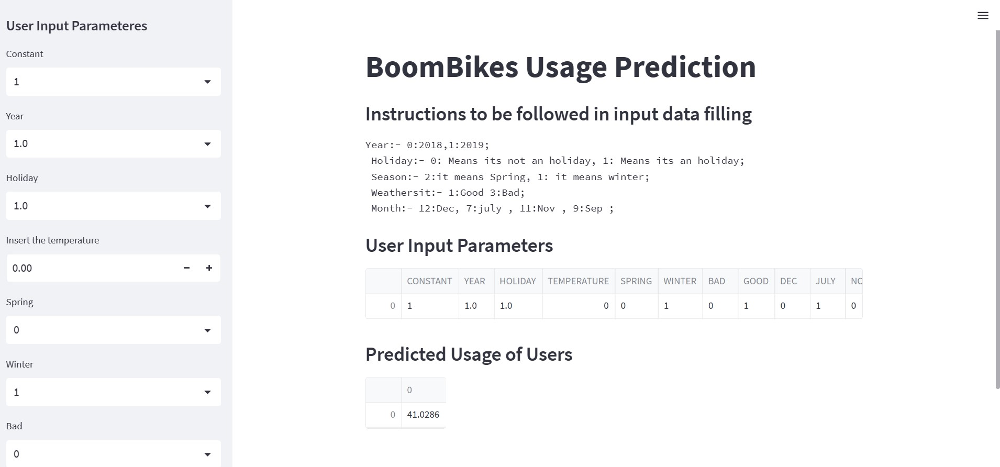 User Input Parameteres
Constant
1
Year
1.0
Holiday
1.0
Insert the temperature
0.00
Spring
0
Winter
1
Bad
0
BoomBikes Usage Prediction
Instructions to be followed in input data filling
Year:- 0:2018,1:2019;
Holiday:- 0: Means its not an holiday, 1: Means its an holiday;
Season:- 2:it means Spring, 1: it means winter;
Weathersit:- 1:Good 3:Bad;
Month:- 12:Dec, 7:july , 11:Nov , 9:Sep ;
User Input Parameters
CONSTANT YEAR HOLIDAY TEMPERATURE SPRING WINTER BAD GOOD DEC JULY NO
0 1 1.0 1.0 0 0 1 0 1 0 1 0
Predicted Usage of Users
0
0 41.0286